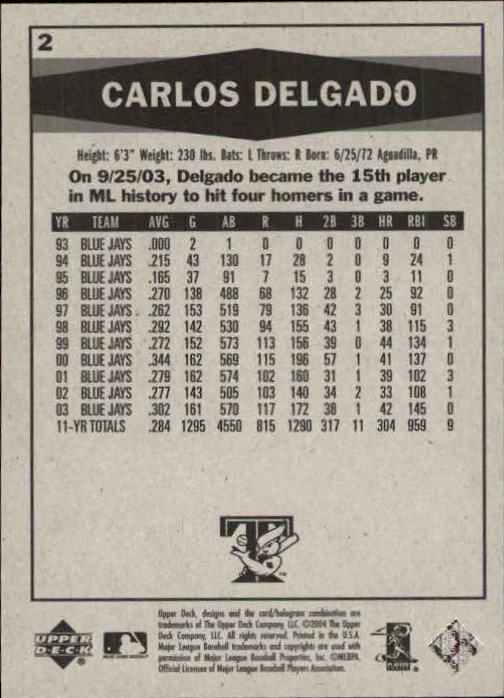 2
CARLOS DELGADO
Height: 6'3" Weight: 230 lbs. Bats: L Throws: R Born: 6/25/72 Aguadilla, PR
On 9/25/03, Delgado became the 15th player
in ML history to hit four homers in a game.
YR TEAM AVG G AB R H 2B 3B HR RBI SB
93 BLUE JAYS .000 2 1 0 0 0 0 0 0 0
94 BLUE JAYS .215 43 130 17 28 2 0 9 24 1
95 BLUE JAYS .165 37 91 7 15 3 0 3 11 0
96 BLUE JAYS .270 138 488 68 132 28 2 25 92 0
97 BLUE JAYS .262 153 519 79 136 42 3 30 91 0
98 BLUE JAYS .292 142 530 94 155 43 1 38 115 3
99 BLUE JAYS .272 152 573 113 156 39 0 44 134 1
00 BLUE JAYS .344 162 569 115 196 57 1 41 137 0
01 BLUE JAYS .279 162 574 102 160 31 1 39 102 3
02 BLUE JAYS .277 143 505 103 140 34 2 33 108 1
03 BLUE JAYS .302 161 570 117 172 38 1 42 145 0
11-YR TOTALS .284 1295 4550 815 1290 317 11 304 959 9
T
Upper Deck, designs and the card/hologram combination are
trademarks of The Upper Deck Company, LLC. ©2004 The Upper
Deck Company, LLC. All rights reserved. Printed in the U.S.A.
Major League Baseball trademarks and copyrights are used with
permission of Major League Baseball Properties, Inc. ©MLBPA
Official Licensee of Major League Baseball Players Association.
UPPER
DECK
PLAYERS